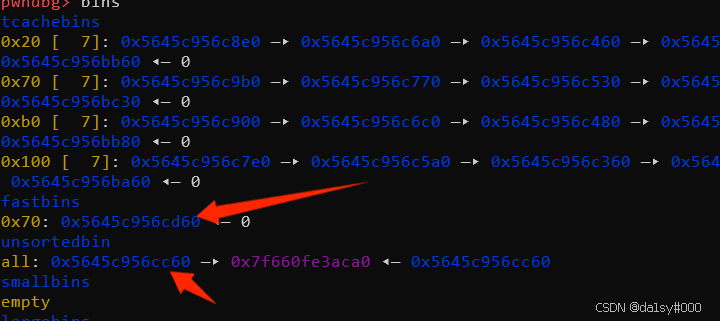 pwndbg> bins
tcachebins
0x20 [  7]: 0x5645c956c8e0 —▸ 0x5645c956c6a0 —▸ 0x5645c956c460 —▸ 0x5645
0x5645c956bb60 ◂— 0
0x70 [  7]: 0x5645c956c9b0 —▸ 0x5645c956c770 —▸ 0x5645c956c530 —▸ 0x5645
0x5645c956bc30 ◂— 0
0xb0 [  7]: 0x5645c956c900 —▸ 0x5645c956c6c0 —▸ 0x5645c956c480 —▸ 0x5645
0x5645c956bb80 ◂— 0
0x100 [  7]: 0x5645c956c7e0 —▸ 0x5645c956c5a0 —▸ 0x5645c956c360 —▸ 0x564
0x5645c956ba60 ◂— 0
fastbins
0x70: 0x5645c956cd60 ◂— 0
unsortedbin
all: 0x5645c956cc60 —▸ 0x7f660fe3aca0 ◂— 0x5645c956cc60
smallbins
empty
largebins
CSDN @dalsy#000